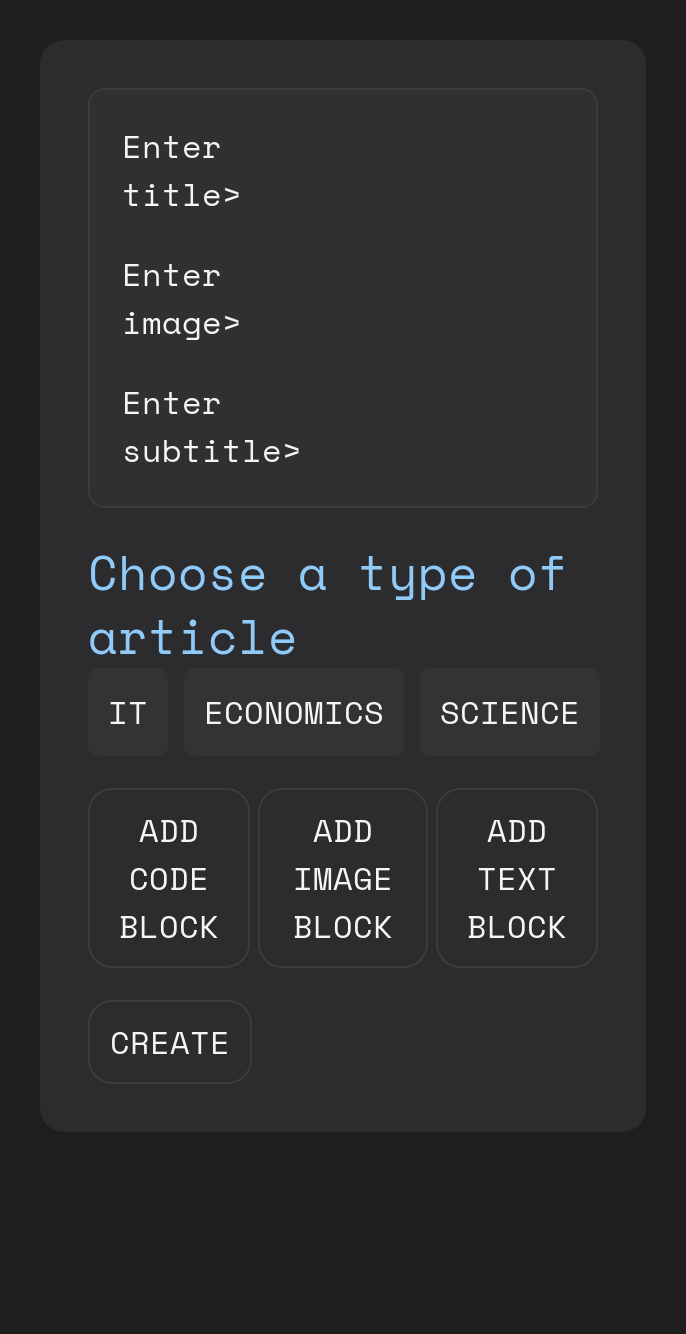 Enter
title>
Enter
image>
Enter
subtitle>
Choose a type of
article
IT ECONOMICS SCIENCE
ADD ADD ADD
CODE IMAGE TEXT
BLOCK BLOCK BLOCK
CREATE